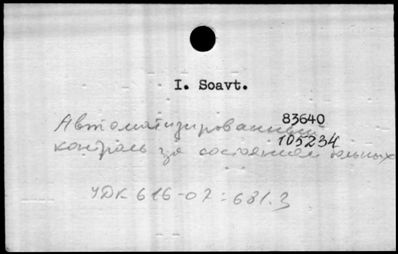 I. Soavt.
83640
Автоматизированный
105234
контроль за состоянием больных
УДК 616-07:681.3